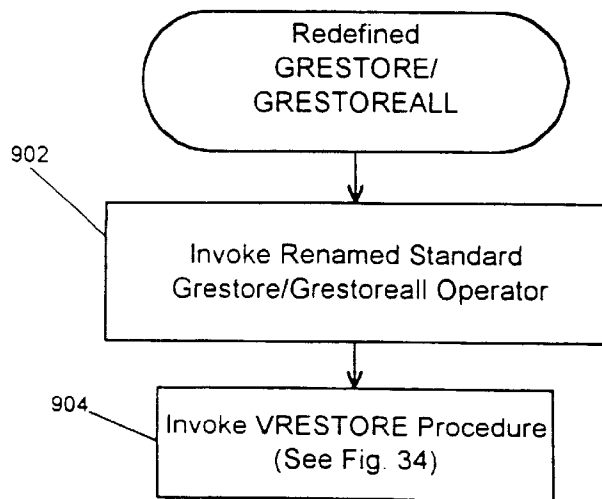 Redefined
GRESTORE/
GRESTOREALL
902
Invoke Renamed Standard
Grestore/Grestoreall Operator
904
Invoke VRESTORE Procedure
(See Fig. 34)